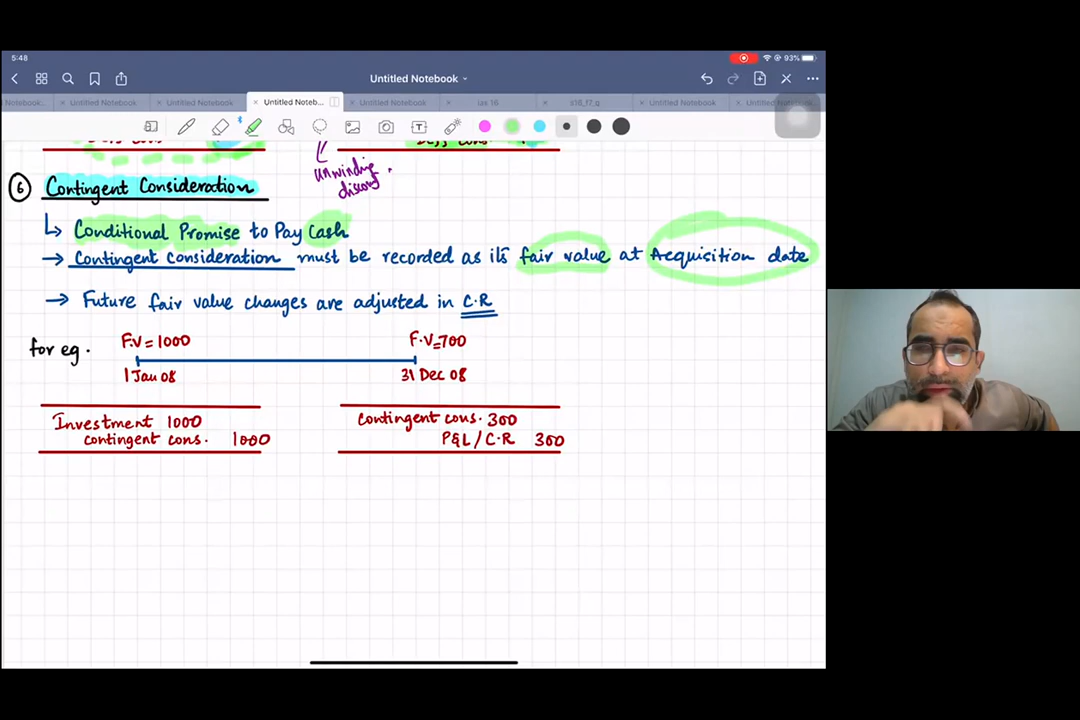 5:48
93%
Untitled Notebook
Notebook...
Untitled Notebook
Untitled Notebook
Untitled Noteb...
Untitled Notebook
ias 16
s16_f7_q
Untitled Notebook
unwinding
⑥ Contingent Consideration
↳ Conditional Promise to Pay Cash
→ Contingent consideration must be recorded as its fair value at Acquisition date
→ Future fair value changes are adjusted in C.R
for eg.
F.V = 1000
F.V = 700
1 Jan 08
31 Dec 08
Investment 1000
contingent cons. 1000
Contingent cons. 300
P&L / C.R 300